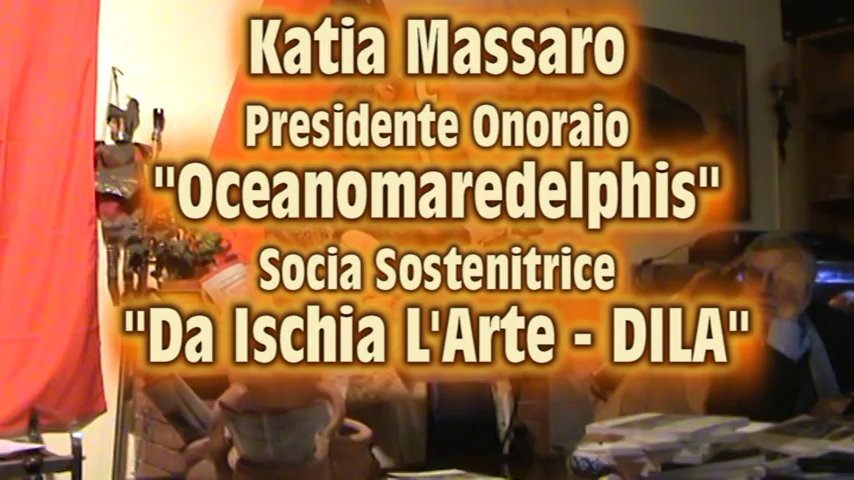 Katia Massaro
Presidente Onoraio
"Oceanomaredelphis"
Socia Sostenitrice
"Da Ischia L'Arte - DILA"